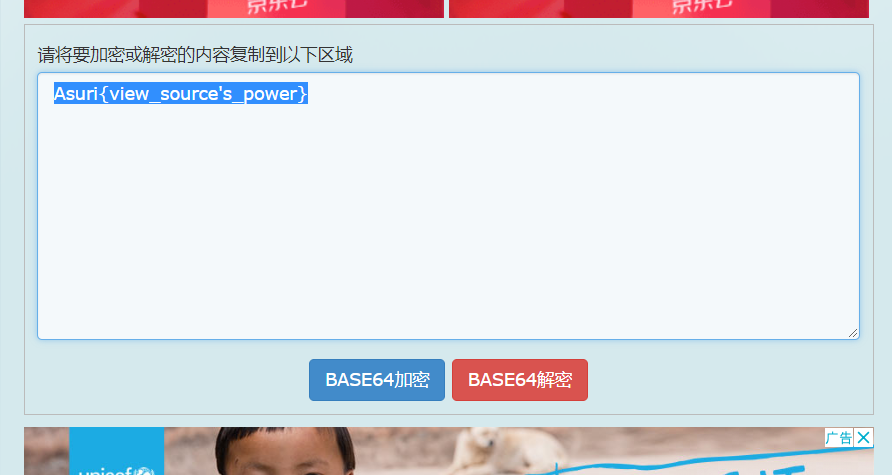 请将要加密或解密的内容复制到以下区域
Asuri{view_source's_power}
BASE64加密
BASE64解密
广告
unicef